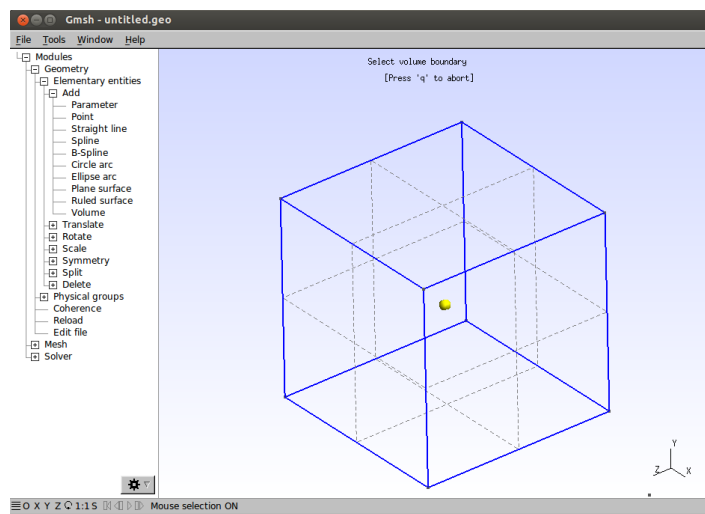 Gmsh - untitled.geo
File Tools Window Help
Modules
Geometry
Elementary entities
Add
Parameter
Point
Straight line
Spline
B-Spline
Circle arc
Ellipse arc
Plane surface
Ruled surface
Volume
Translate
Rotate
Scale
Symmetry
Split
Delete
Physical groups
Coherence
Reload
Edit file
Mesh
Solver
Select volume boundary
[Press 'q' to abort]
Y
Z
X
O X Y Z 1:1 S Mouse selection ON